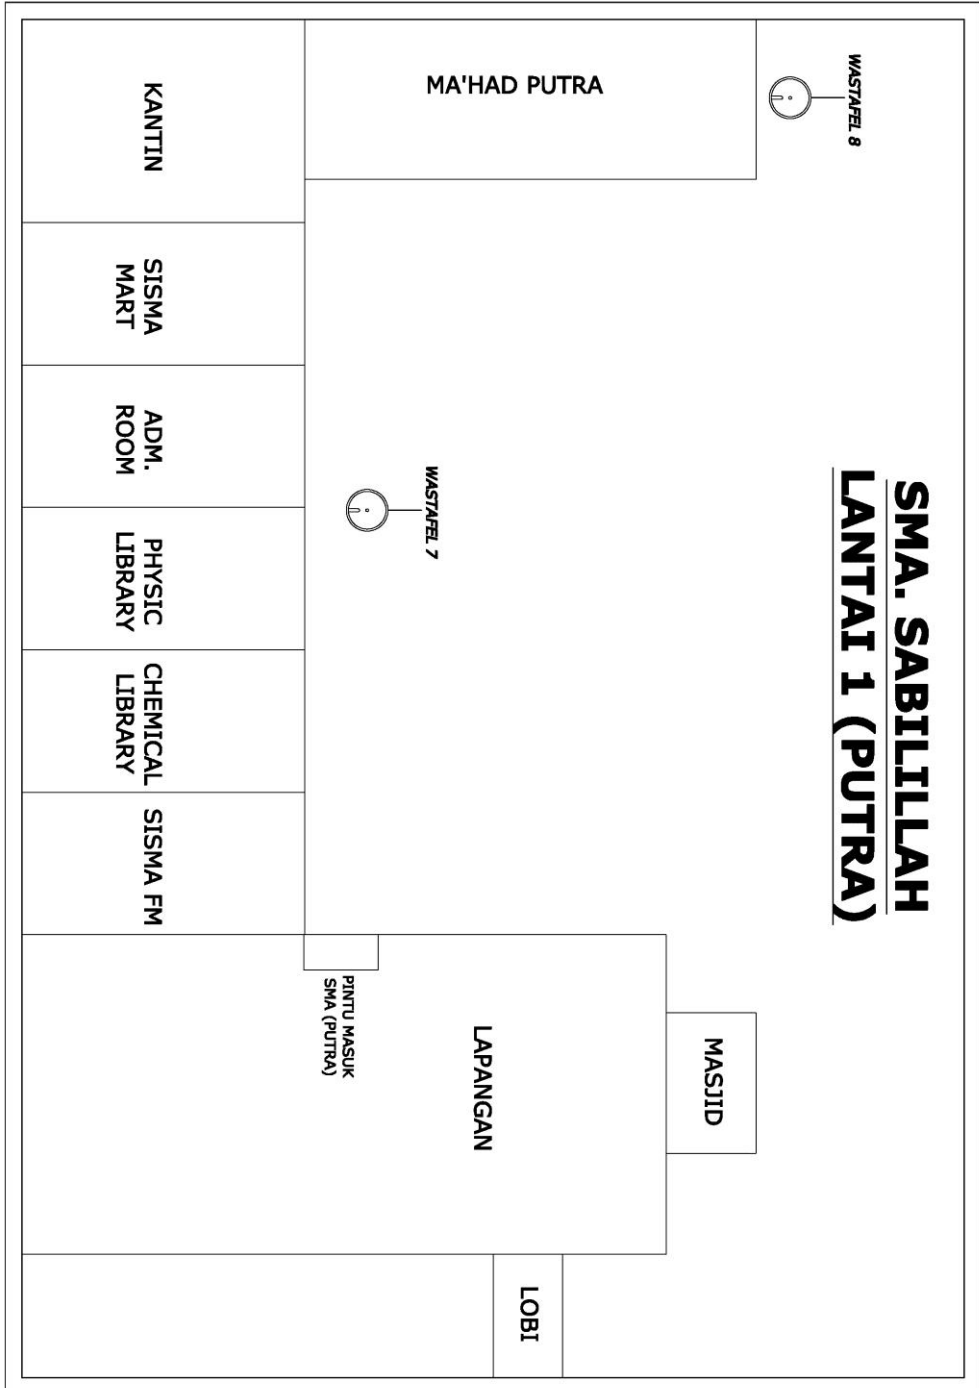 SMA. SABILILLAH
LANTAI 1 (PUTRA)
WASTAFEL 8
MA'HAD PUTRA
WASTAFEL 7
KANTIN
SISMA
MART
ADM.
ROOM
PHYSIC
LIBRARY
CHEMICAL
LIBRARY
SISMA FM
PINTU MASUK
SMA (PUTRA)
LAPANGAN
MASJID
LOBI